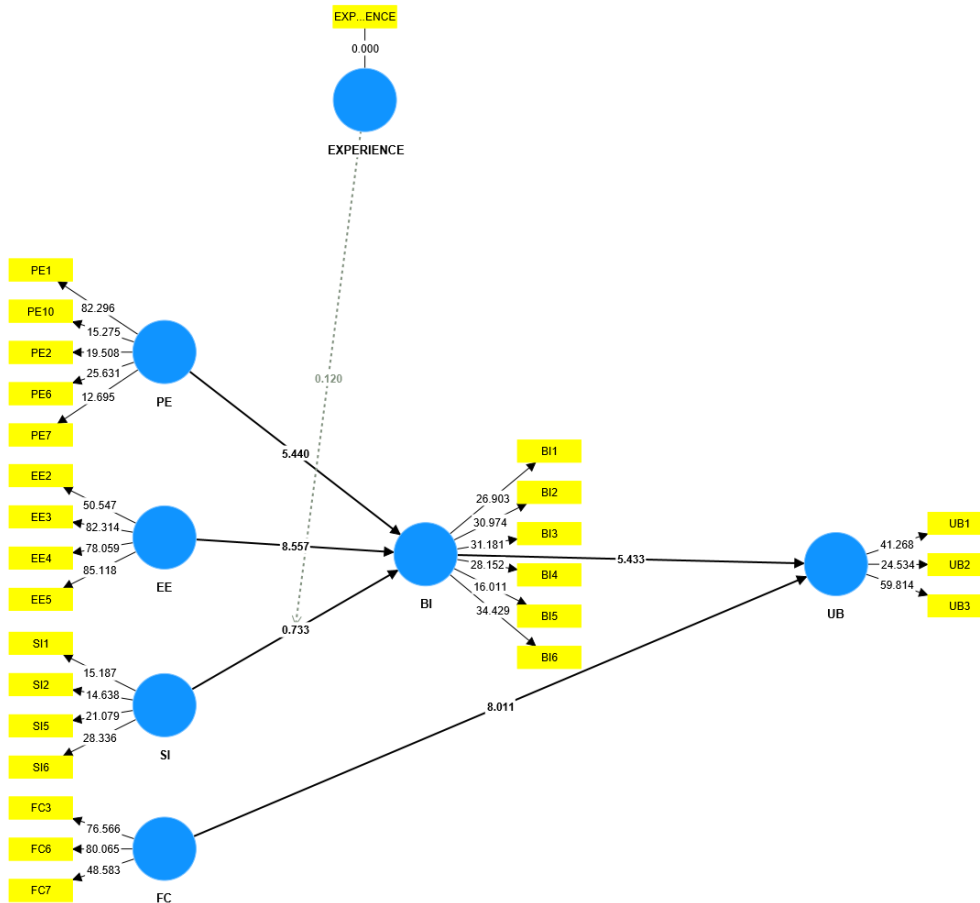 EXP...ENCE
0.000
EXPERIENCE
PE1
82.296
PE10
15.275
PE2
19.508
PE6
25.631
PE7
12.695
PE
0.120
5.440
EE2
50.547
EE3
82.314
EE4
78.059
EE5
85.118
EE
8.557
SI1
15.187
SI2
14.638
SI5
21.079
SI6
28.336
SI
0.733
BI
BI1
26.903
BI2
30.974
BI3
31.181
BI4
28.152
BI5
16.011
BI6
34.429
5.433
UB1
41.268
UB2
24.534
UB3
59.814
UB
8.011
FC3
76.566
FC6
80.065
FC7
48.583
FC